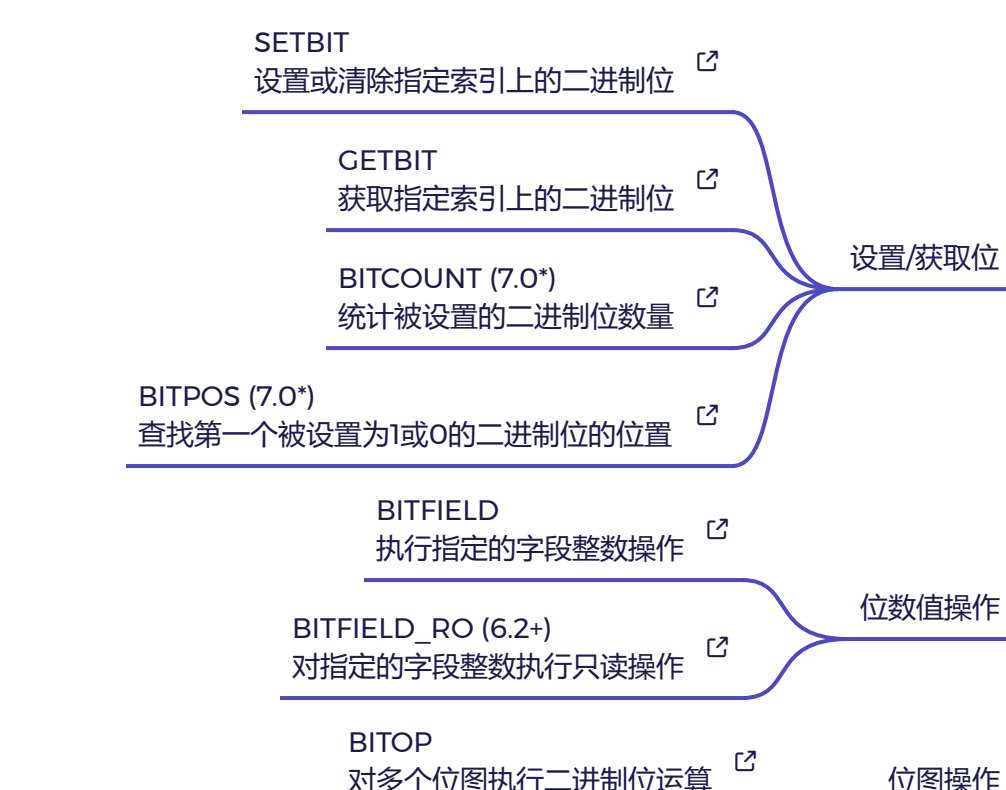 SETBIT
设置或清除指定索引上的二进制位
GETBIT
获取指定索引上的二进制位
设置/获取位
BITCOUNT (7.0*)
统计被设置的二进制位数量
BITPOS (7.0*)
查找第一个被设置为1或0的二进制位的位置
BITFIELD
执行指定的字段整数操作
位数值操作
BITFIELD_RO (6.2+)
对指定的字段整数执行只读操作
BITOP
对多个位图执行二进制位运算
位图操作